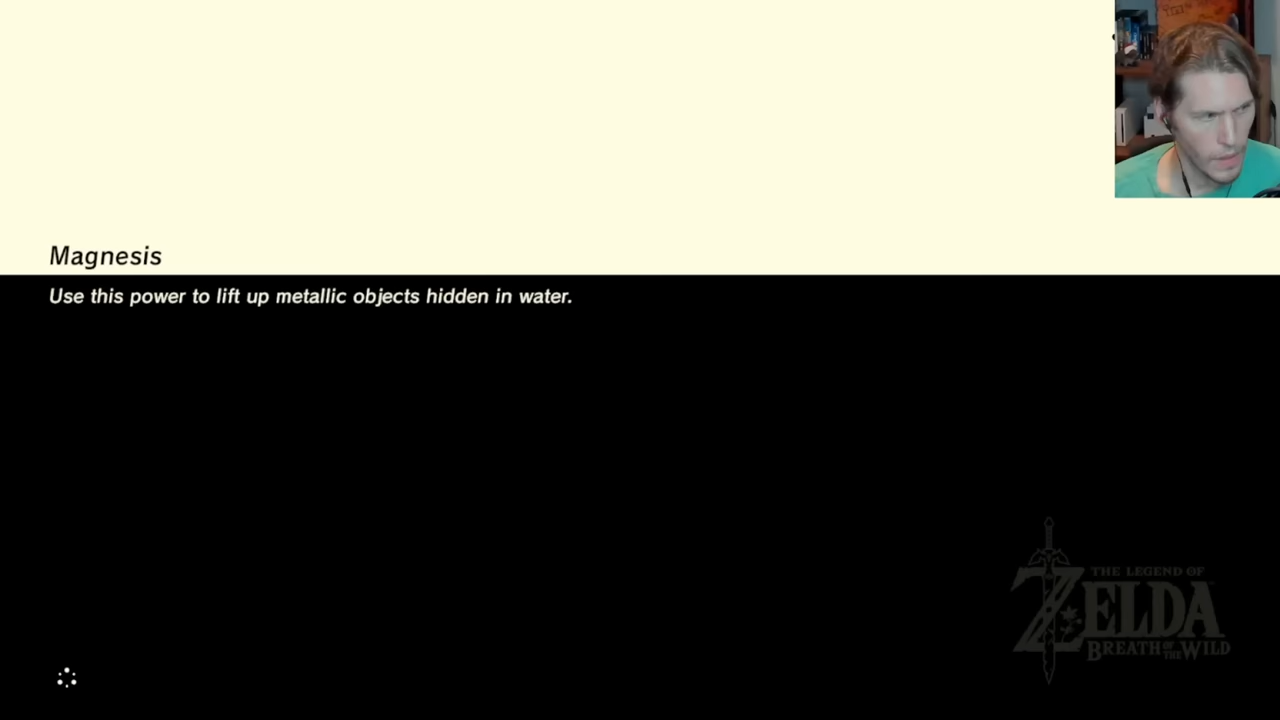 Magnesis
Use this power to lift up metallic objects hidden in water.
THE LEGEND OF
ZELDA
BREATH OF THE WILD